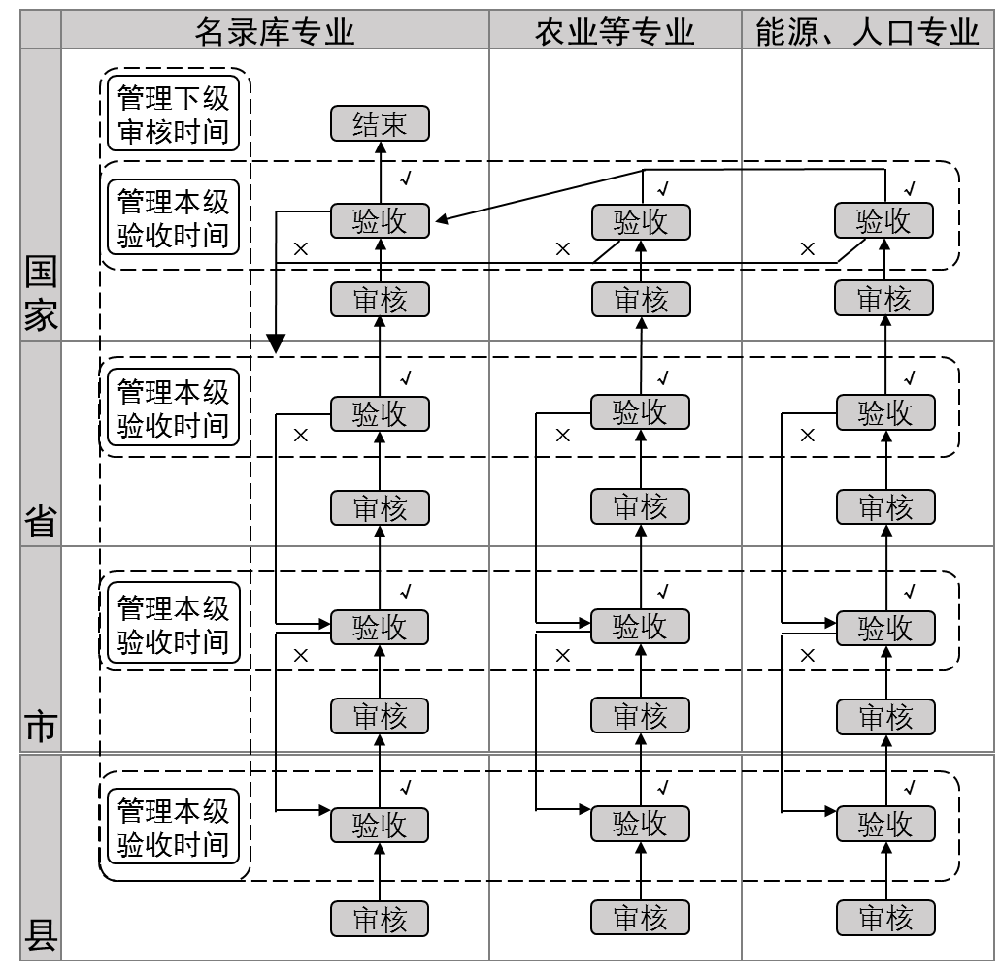 名录库专业 农业等专业 能源、人口专业
管理下级
审核时间
结束
√
管理本级
验收时间
验收 √ 验收 √ 验收
× × ×
国
家
审核 审核 审核
√ √ √
管理本级
验收时间
验收 验收 验收
× × ×
审核 审核 审核
省
√ √ √
管理本级
验收时间
验收 验收 验收
× × ×
审核 审核 审核
市
√ √ √
管理本级
验收时间
验收 验收 验收
审核 审核 审核
县